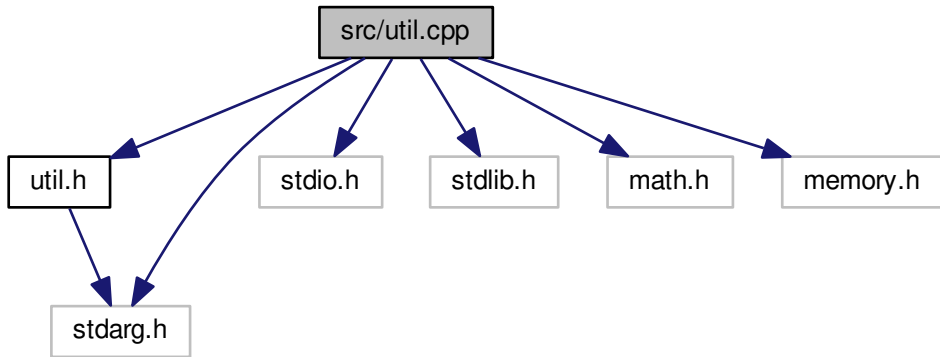 src/util.cpp
util.h
stdio.h
stdlib.h
math.h
memory.h
stdarg.h